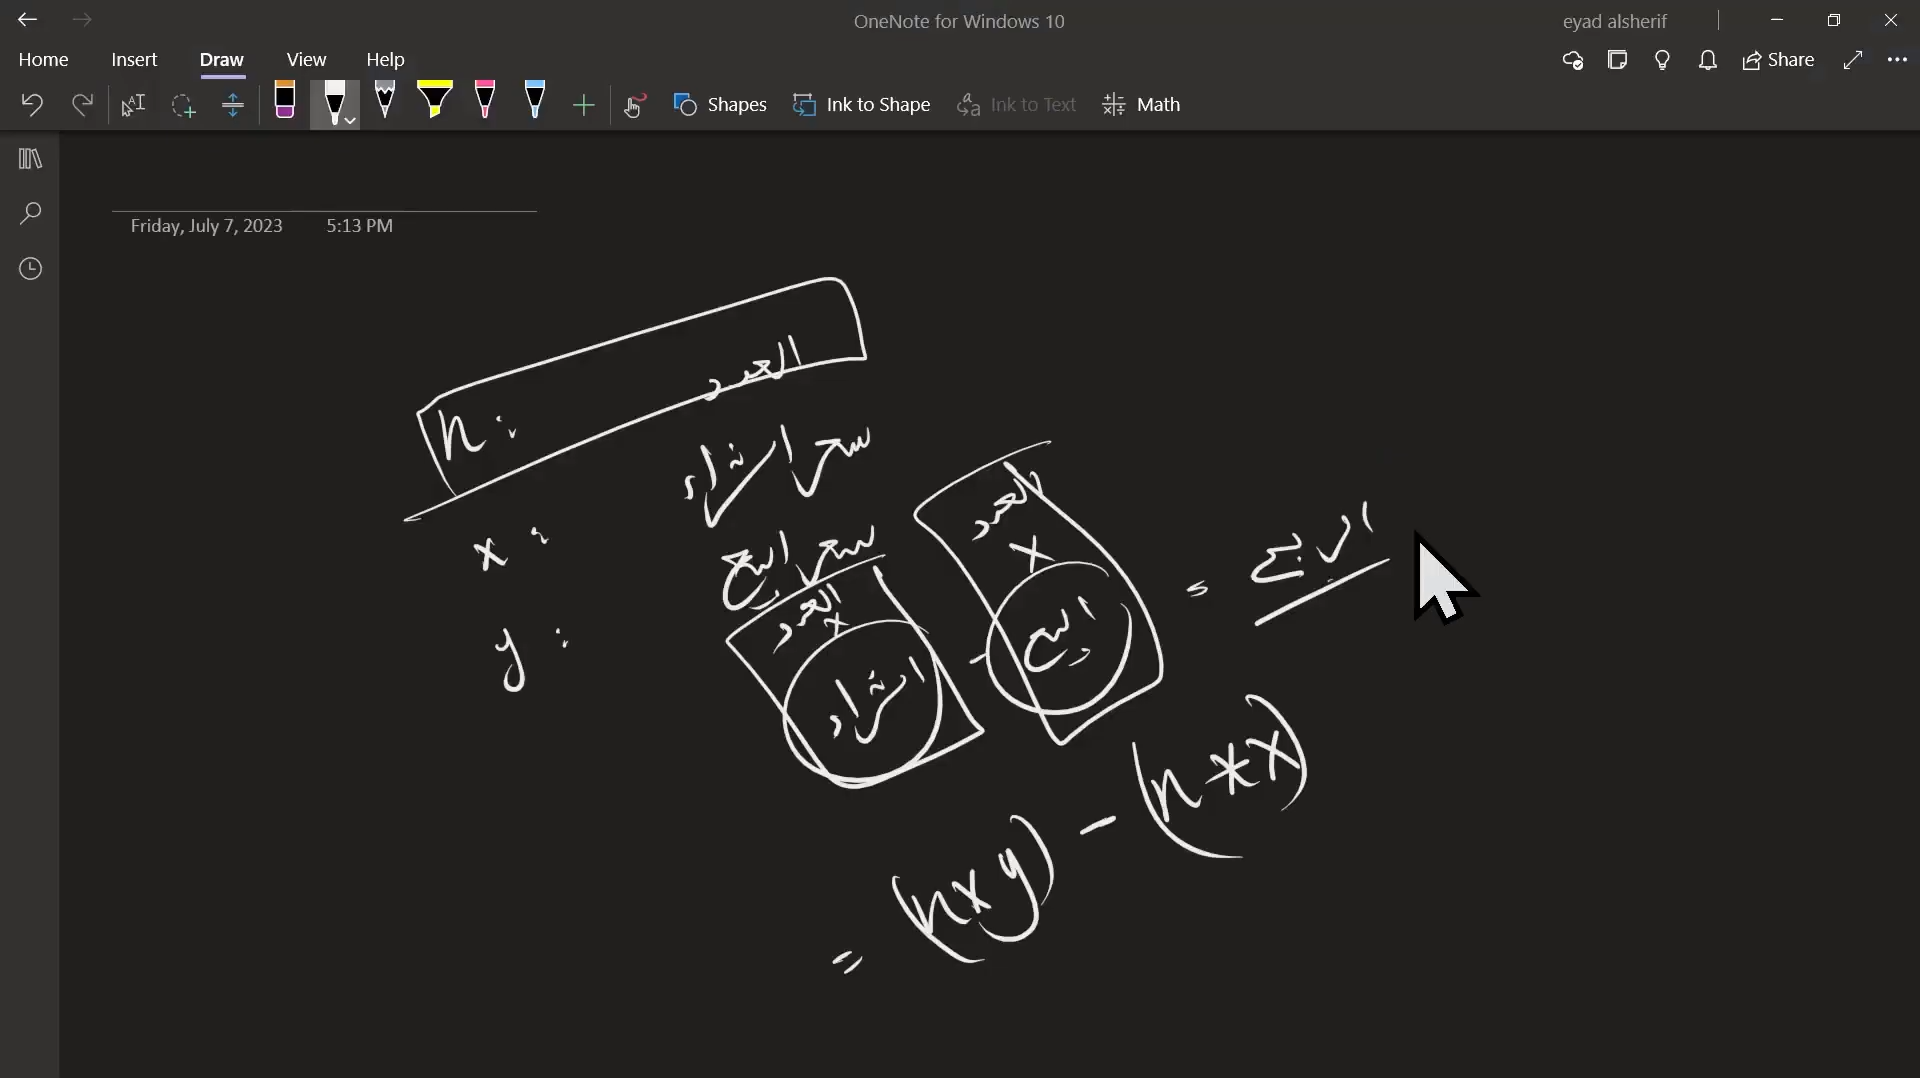 OneNote for Windows 10
eyad alsherif
Home Insert Draw View Help
Share
Shapes Ink to Shape Ink to Text Math
Friday, July 7, 2023 5:13 PM
n: العدد
x: سعر الشراء
y: سعر البيع
الربح = العدد x البيع - العدد x الشراء
= (n x y) - (n * x)